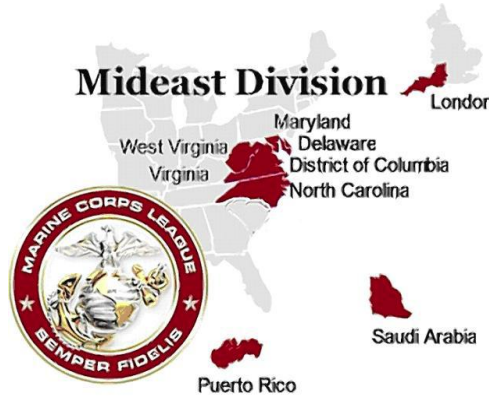 Mideast Division
London
Maryland
West Virginia
Delaware
District of Columbia
Virginia
North Carolina
MARINE CORPS LEAGUE
SEMPER FIDELIS
Saudi Arabia
Puerto Rico